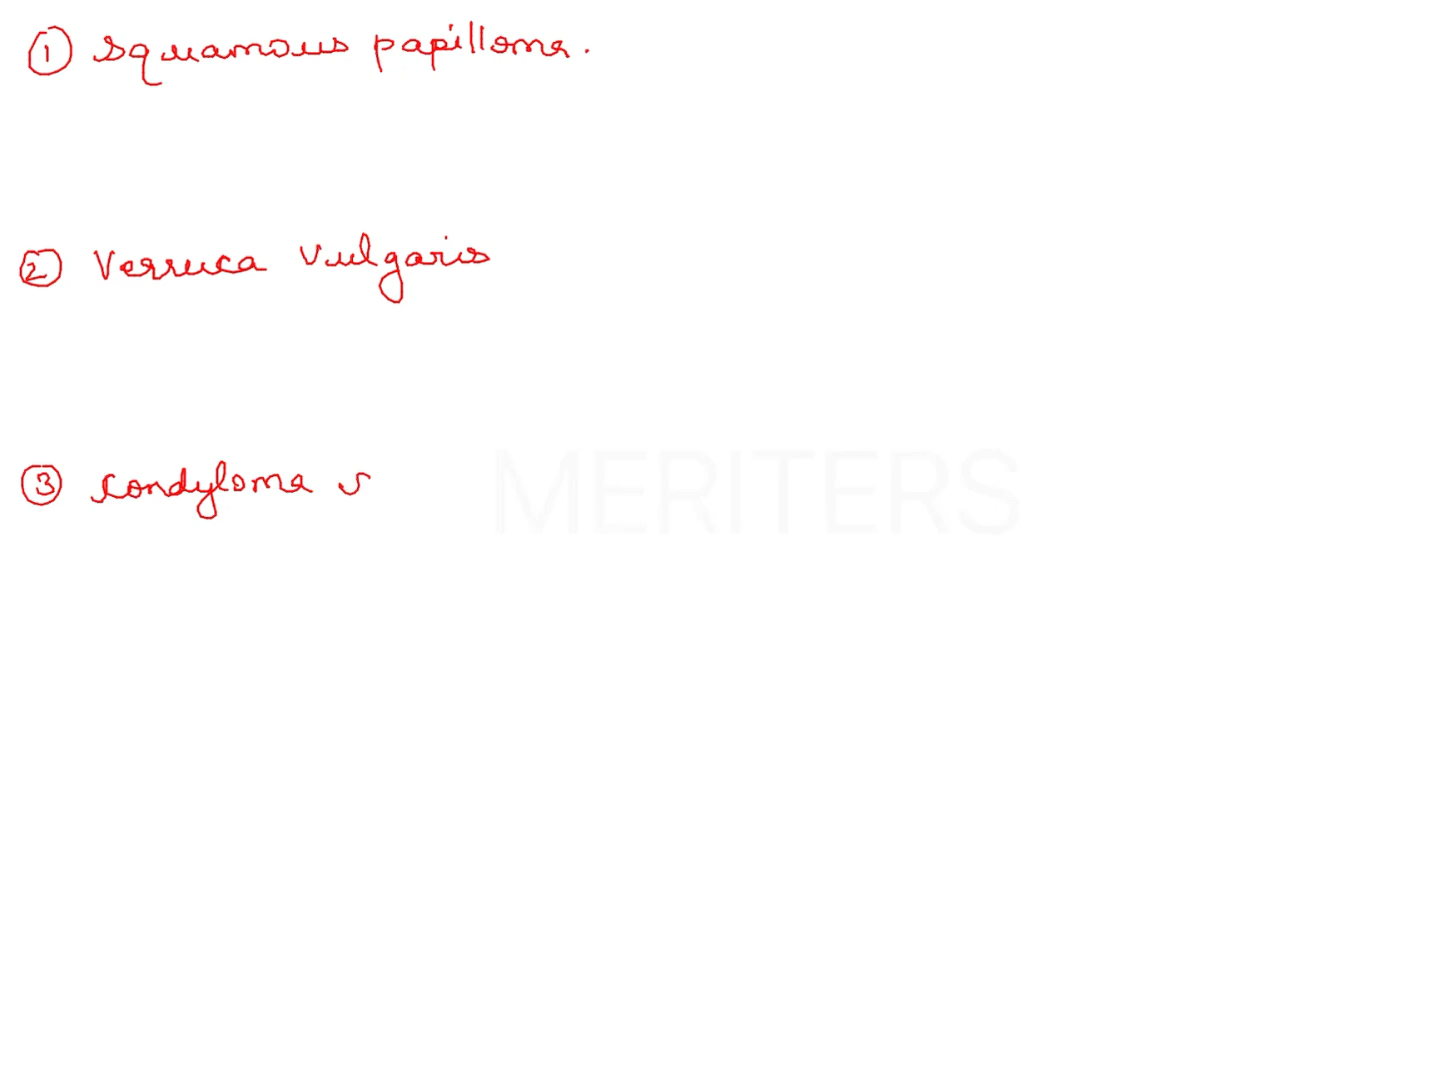 ① squamous papilloma.
② Verruca Vulgaris
③ condyloma
MERITERS